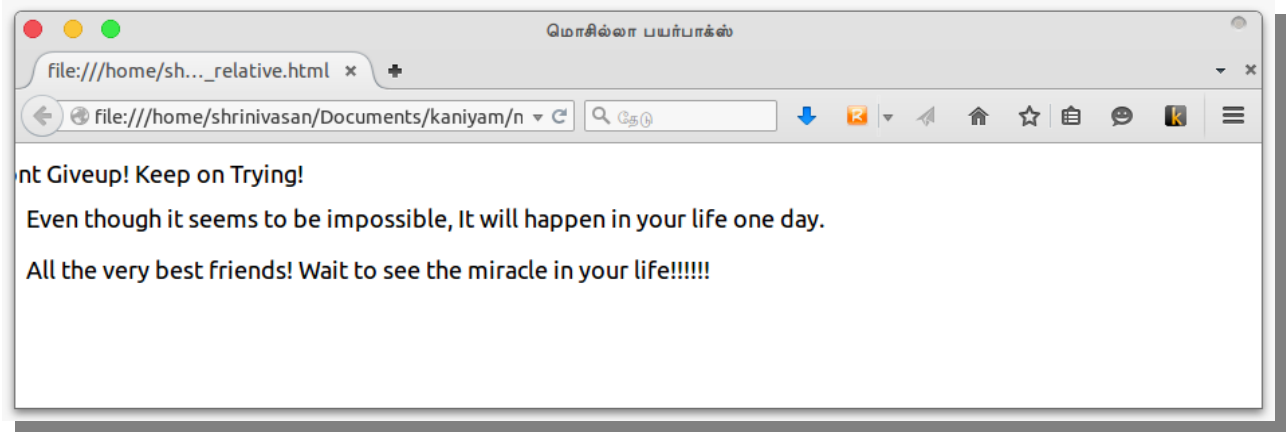 மொசில்லா பயர்பாக்ஸ்
file:///home/sh..._relative.html
file:///home/shrinivasan/Documents/kaniyam/n
தேடு
k
nt Giveup! Keep on Trying!
Even though it seems to be impossible, It will happen in your life one day.
All the very best friends! Wait to see the miracle in your life!!!!!!